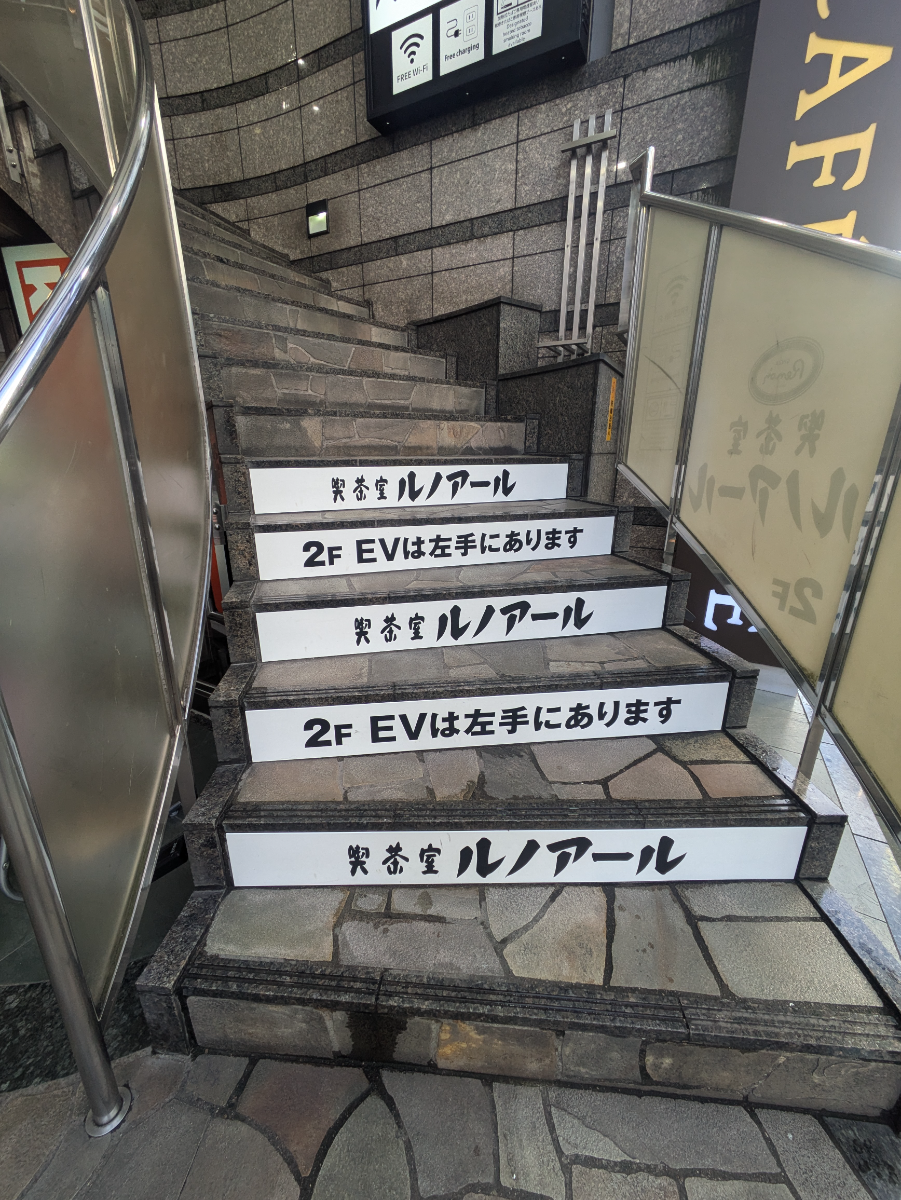 FREE Wi-Fi
Free charging
CAFE
喫茶室 ルノアール
2F EVは左手にあります
喫茶室 ルノアール
2F EVは左手にあります
喫茶室 ルノアール
喫茶室
ルノアール
2F